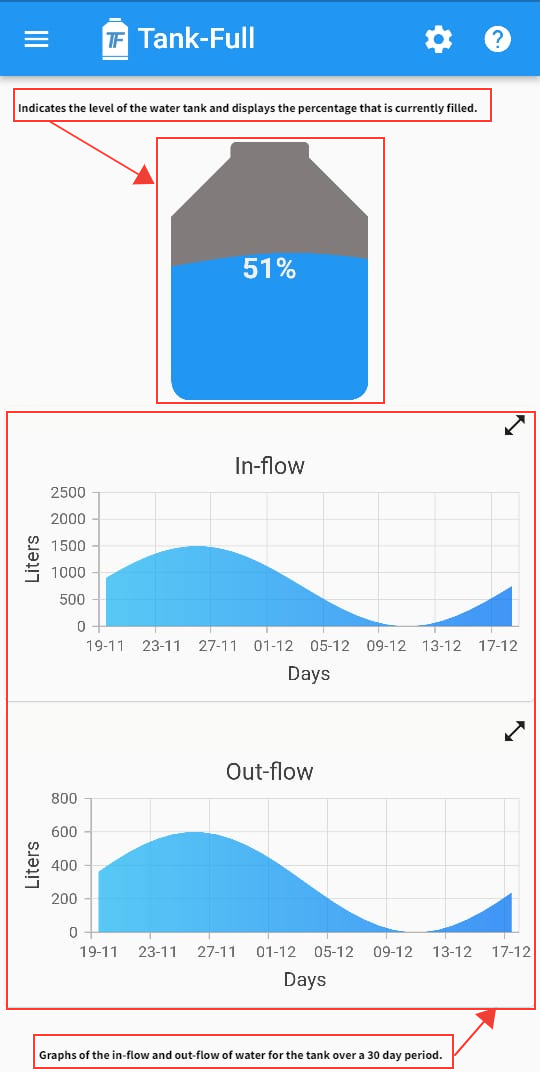 TF Tank-Full ?
Indicates the level of the water tank and displays the percentage that is currently filled.
51%
In-flow
2500
2000
1500
1000
500
0
Liters
19-11 23-11 27-11 01-12 05-12 09-12 13-12 17-12
Days
Out-flow
800
600
400
200
0
Liters
19-11 23-11 27-11 01-12 05-12 09-12 13-12 17-12
Days
Graphs of the in-flow and out-flow of water for the tank over a 30 day period.